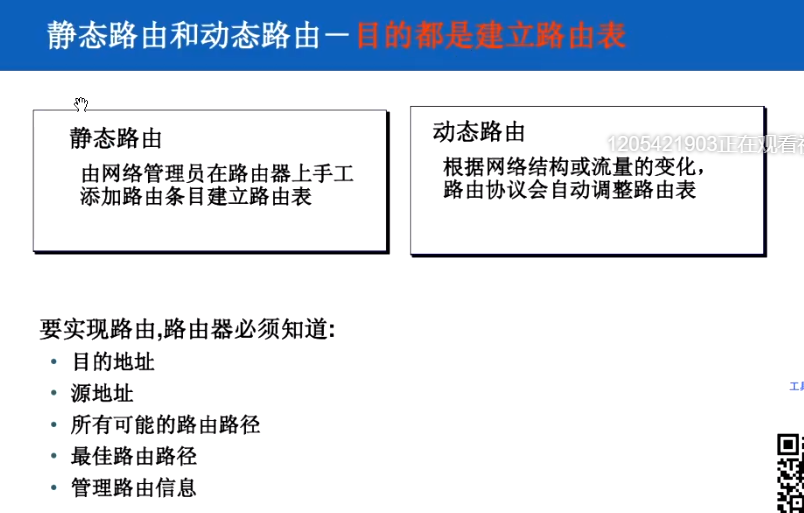 静态路由和动态路由－目的都是建立路由表
静态路由
由网络管理员在路由器上手工
添加路由条目建立路由表
动态路由
1205421903正在观看视
根据网络结构或流量的变化，
路由协议会自动调整路由表
要实现路由,路由器必须知道:
• 目的地址
• 源地址
• 所有可能的路由路径
• 最佳路由路径
• 管理路由信息
工具